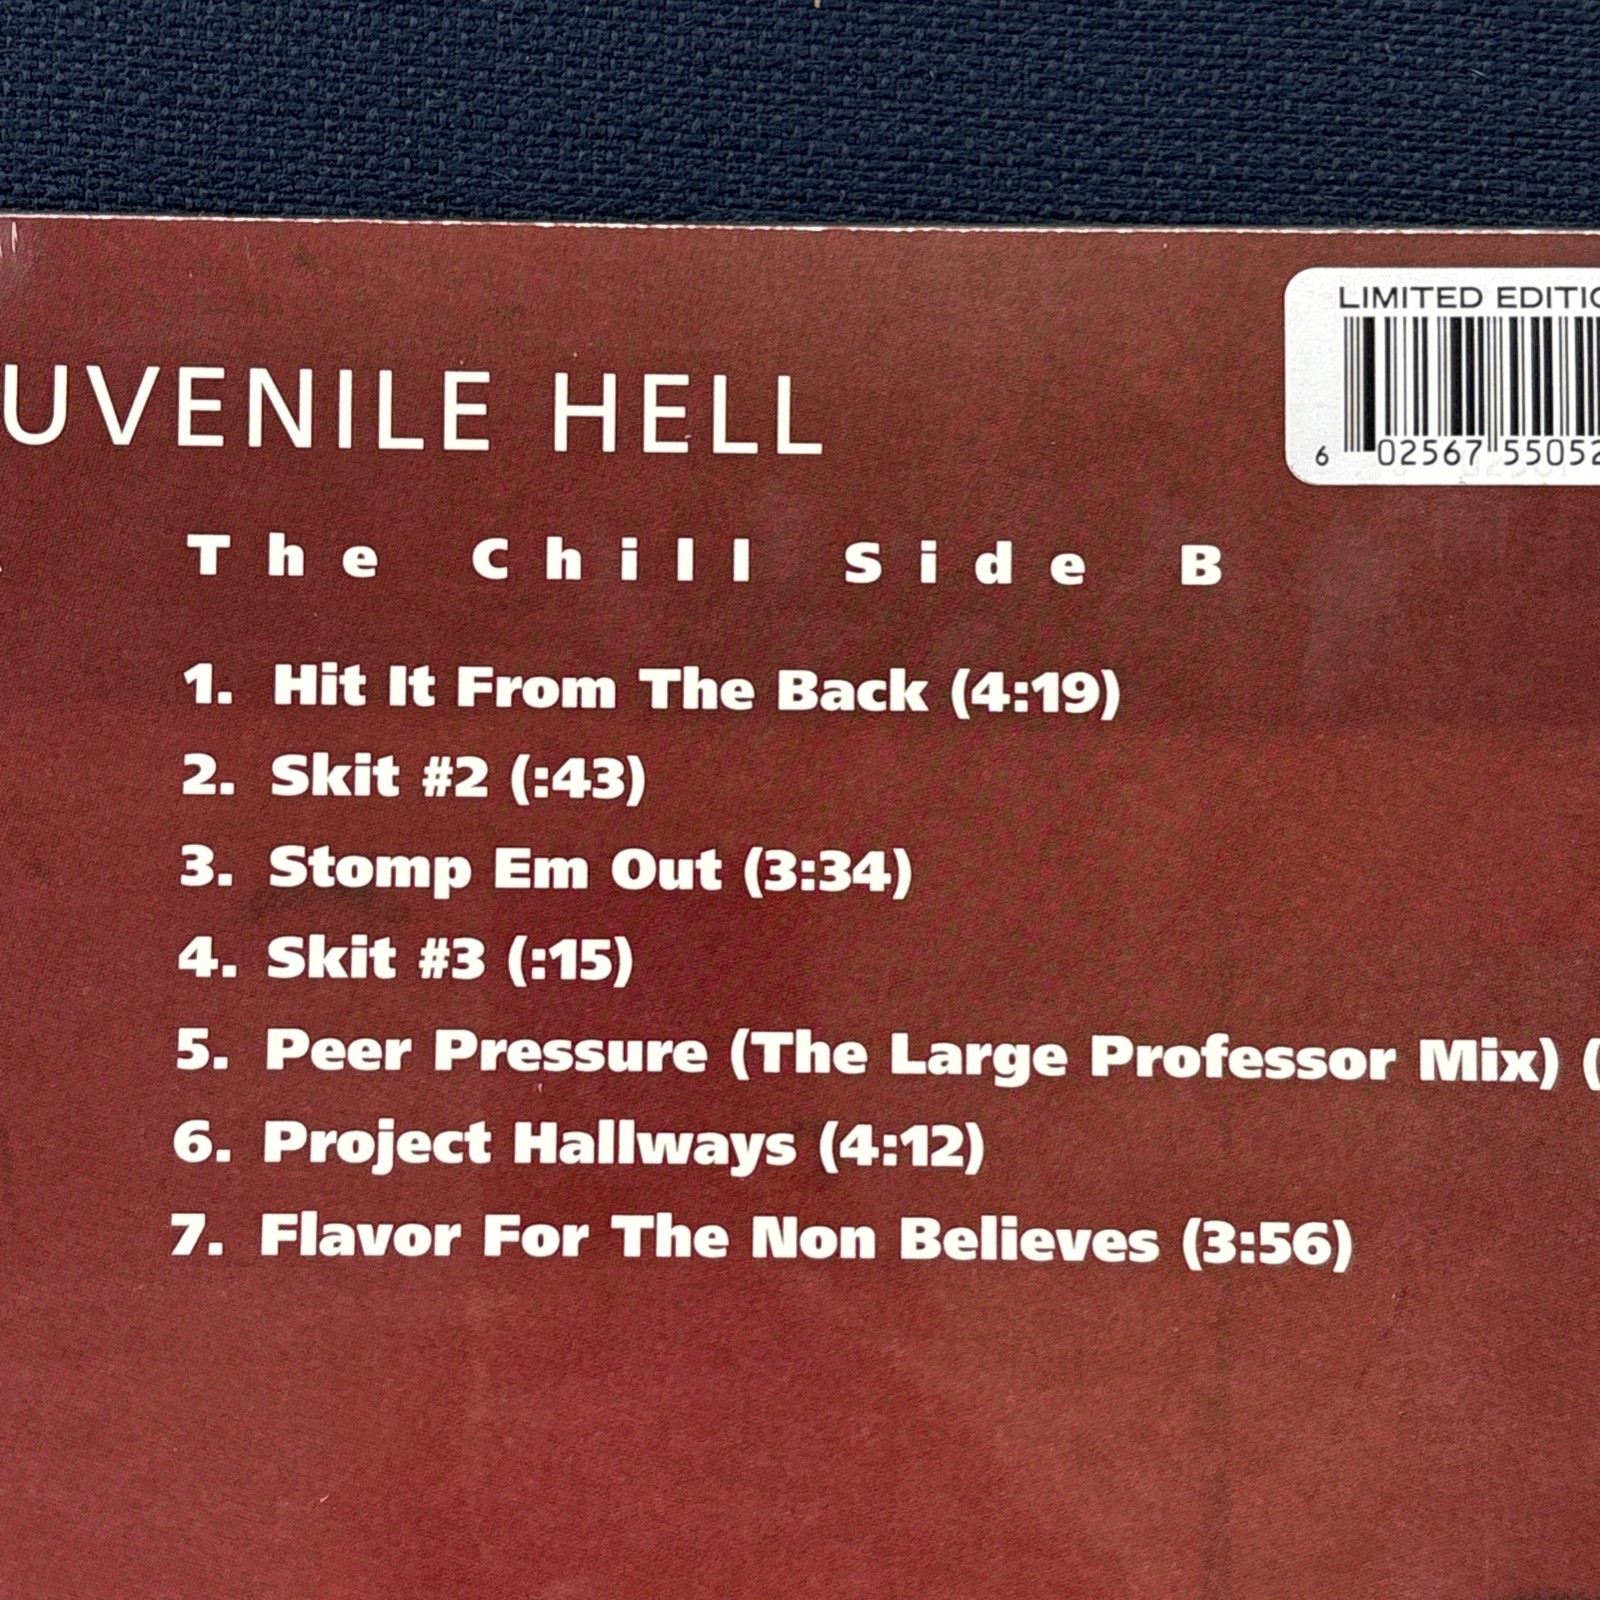 LIMITED EDITIO
6 02567 55052
UVENILE HELL
The Chill Side B
1. Hit It From The Back (4:19)
2. Skit #2 (:43)
3. Stomp Em Out (3:34)
4. Skit #3 (:15)
5. Peer Pressure (The Large Professor Mix) (
6. Project Hallways (4:12)
7. Flavor For The Non Believes (3:56)